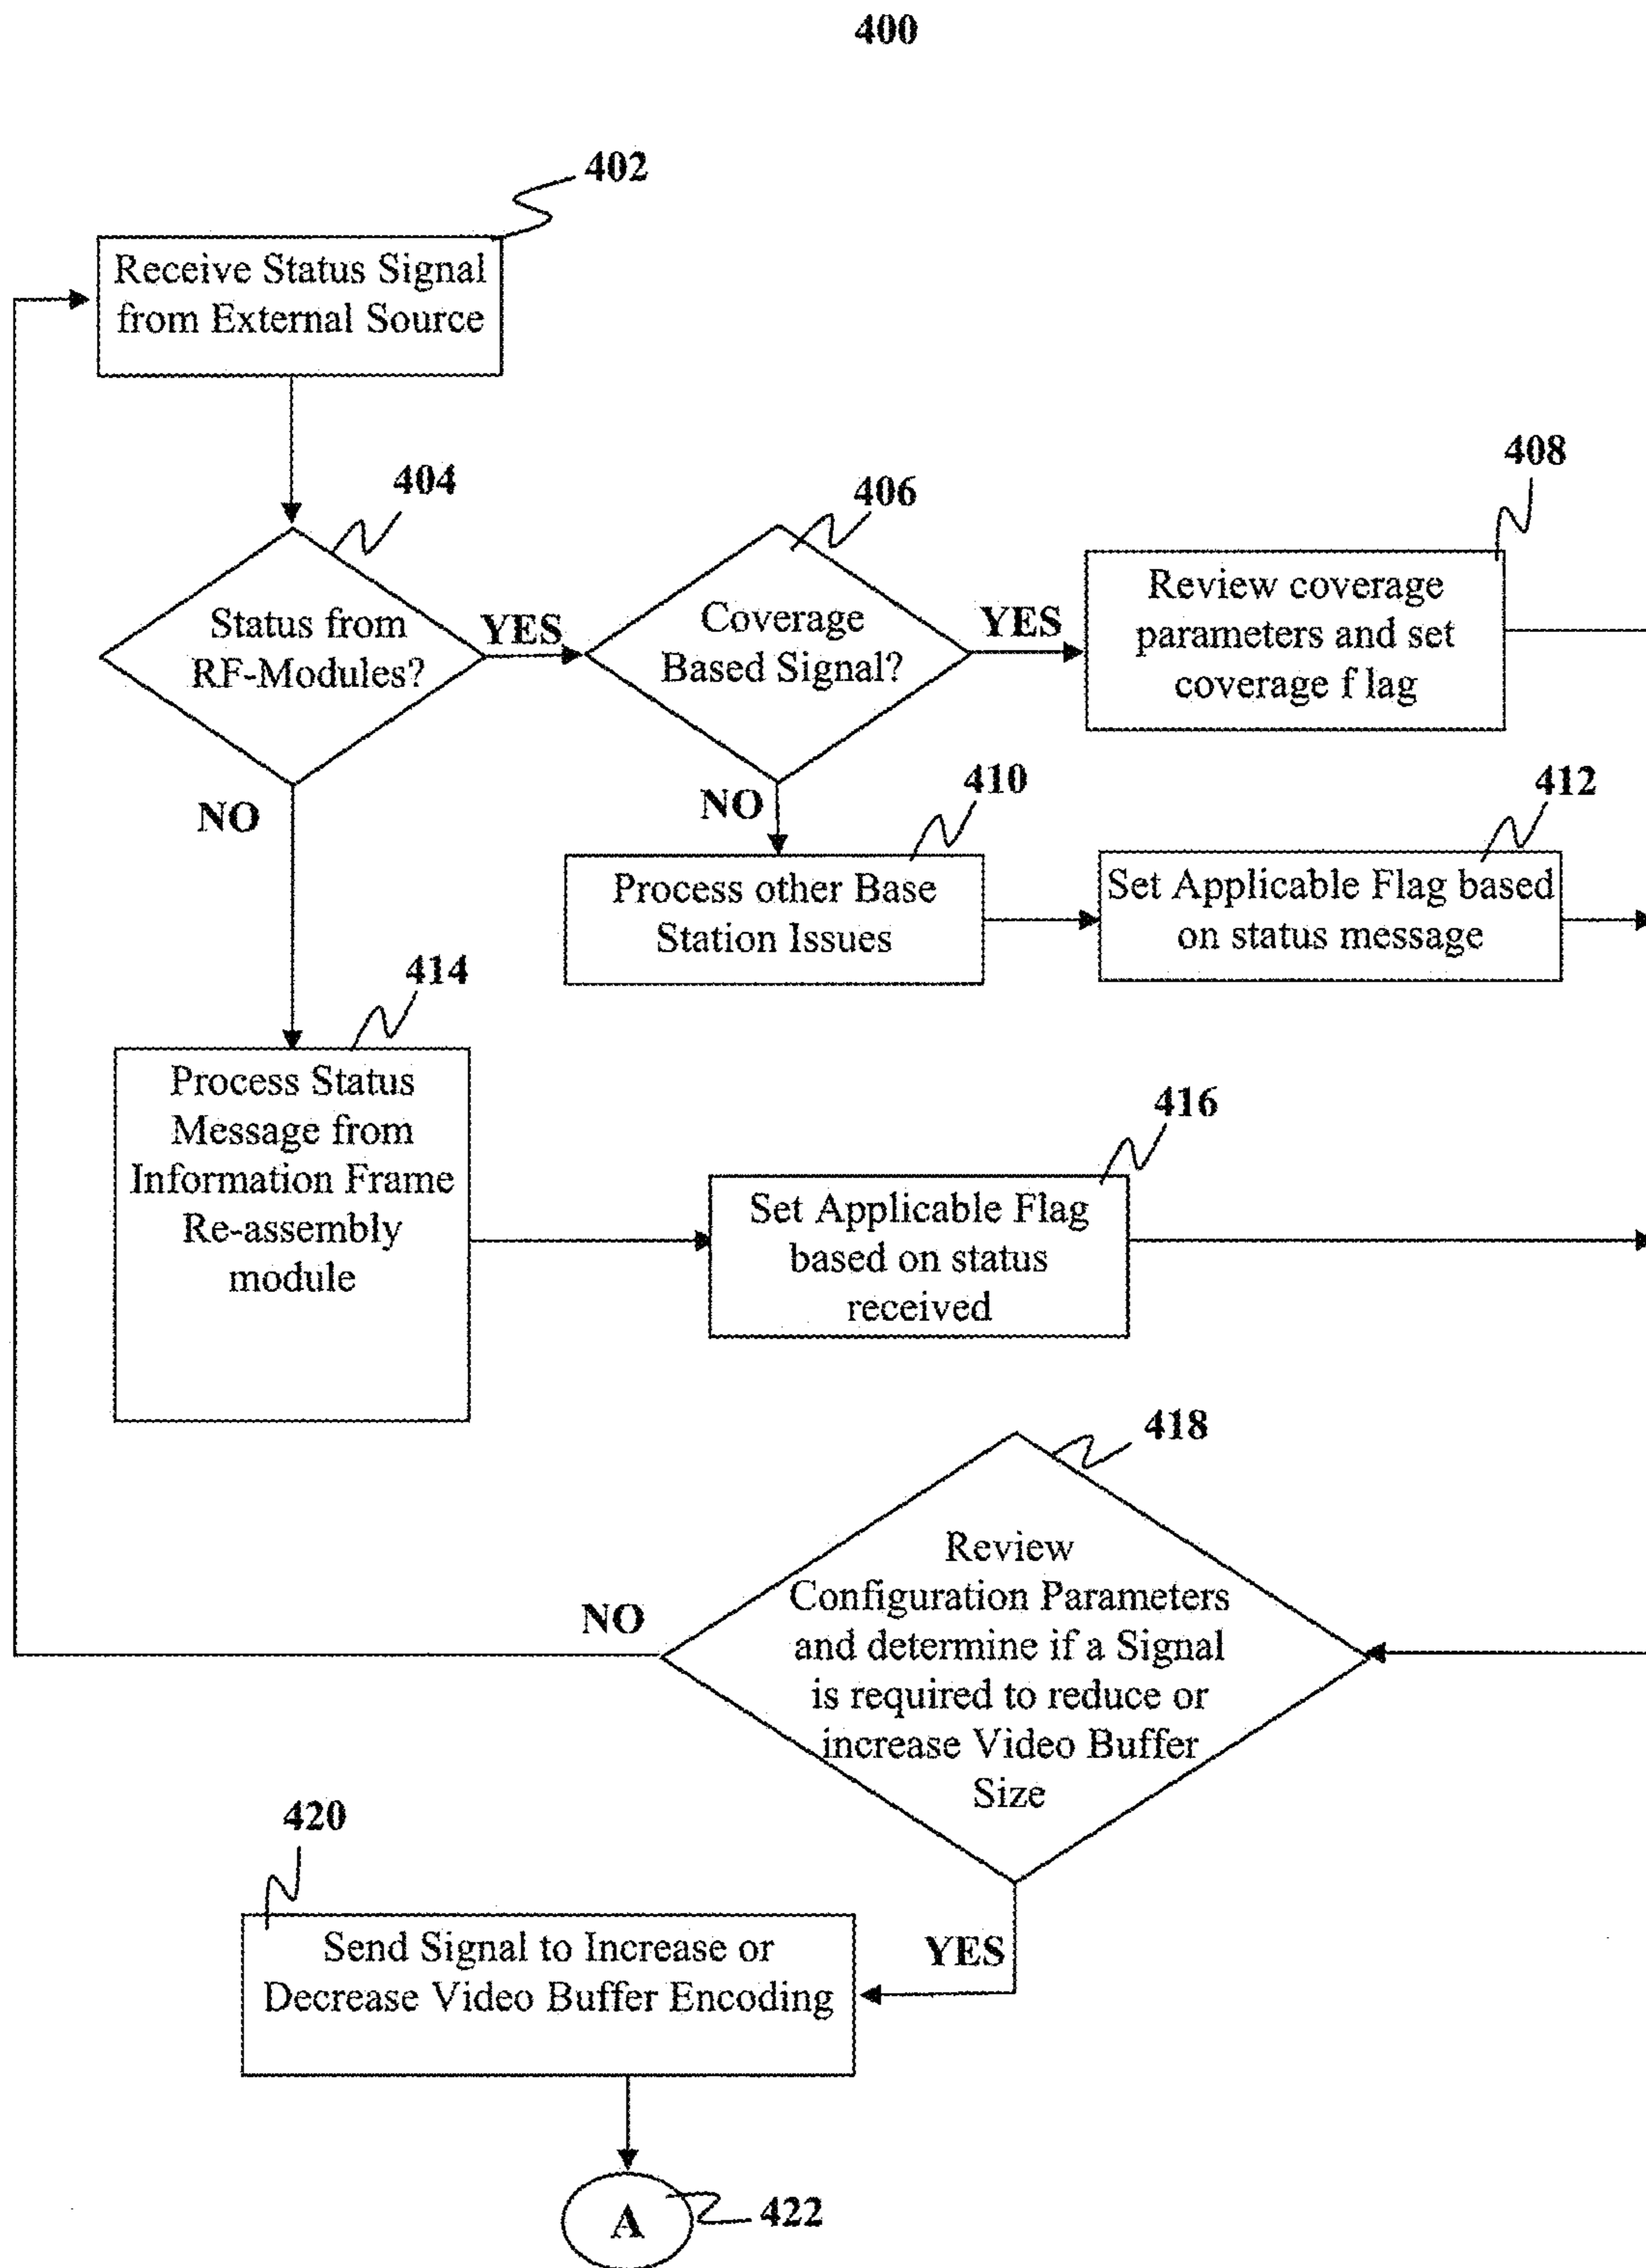 400
402
Receive Status Signal
from External Source
404
406
408
Status from
RF-Modules?
YES
Coverage
Based Signal?
YES
Review coverage
parameters and set
coverage f lag
NO
NO
410
412
Process other Base
Station Issues
Set Applicable Flag based
on status message
414
Process Status
Message from
Information Frame
Re-assembly
module
416
Set Applicable Flag
based on status
received
418
Review
Configuration Parameters
and determine if a Signal
is required to reduce or
increase Video Buffer
Size
NO
420
YES
Send Signal to Increase or
Decrease Video Buffer Encoding
A
422